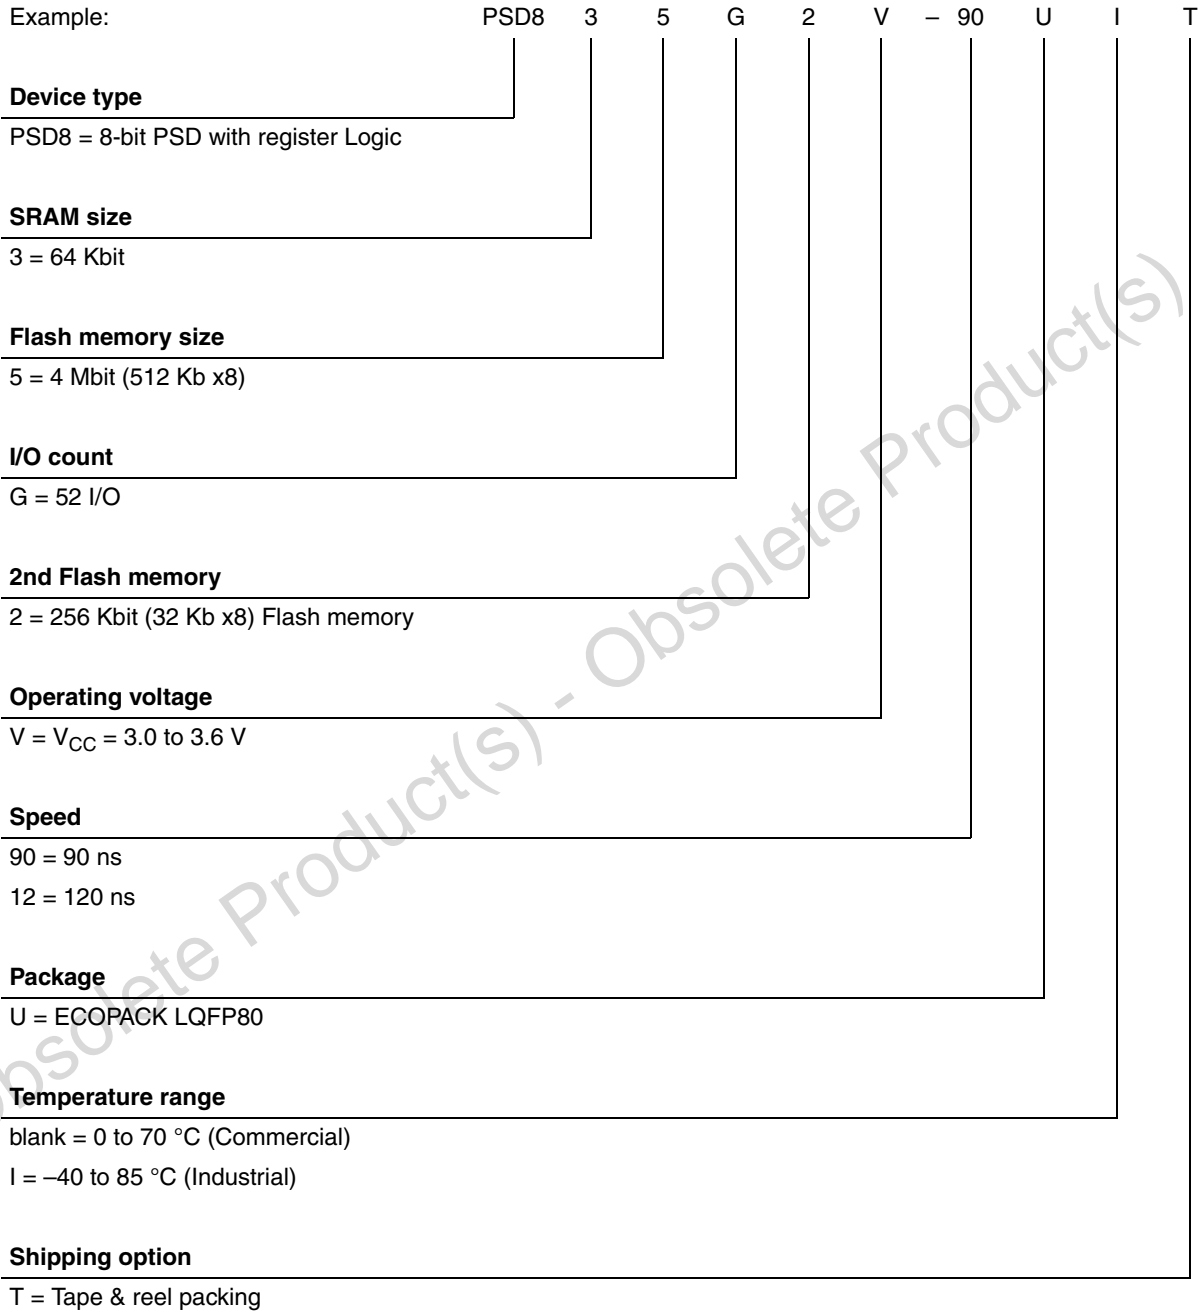 Example: PSD8 3 5 G 2 V – 90 U I T
Device type
PSD8 = 8-bit PSD with register Logic
SRAM size
3 = 64 Kbit
Flash memory size
5 = 4 Mbit (512 Kb x8)
I/O count
G = 52 I/O
2nd Flash memory
2 = 256 Kbit (32 Kb x8) Flash memory
Operating voltage
V = VCC = 3.0 to 3.6 V
Speed
90 = 90 ns
12 = 120 ns
Package
U = ECOPACK LQFP80
Temperature range
blank = 0 to 70 °C (Commercial)
I = –40 to 85 °C (Industrial)
Shipping option
T = Tape & reel packing
Obsolete Product(s) - Obsolete Product(s)